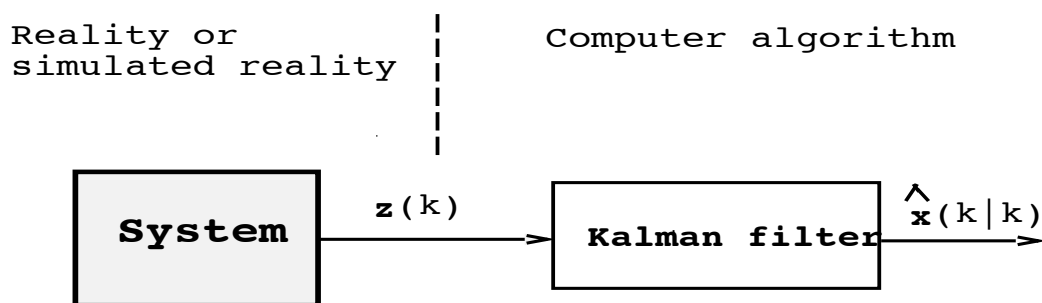 Reality or
simulated reality
Computer algorithm
System
z(k)
Kalman filter
x̂(k|k)